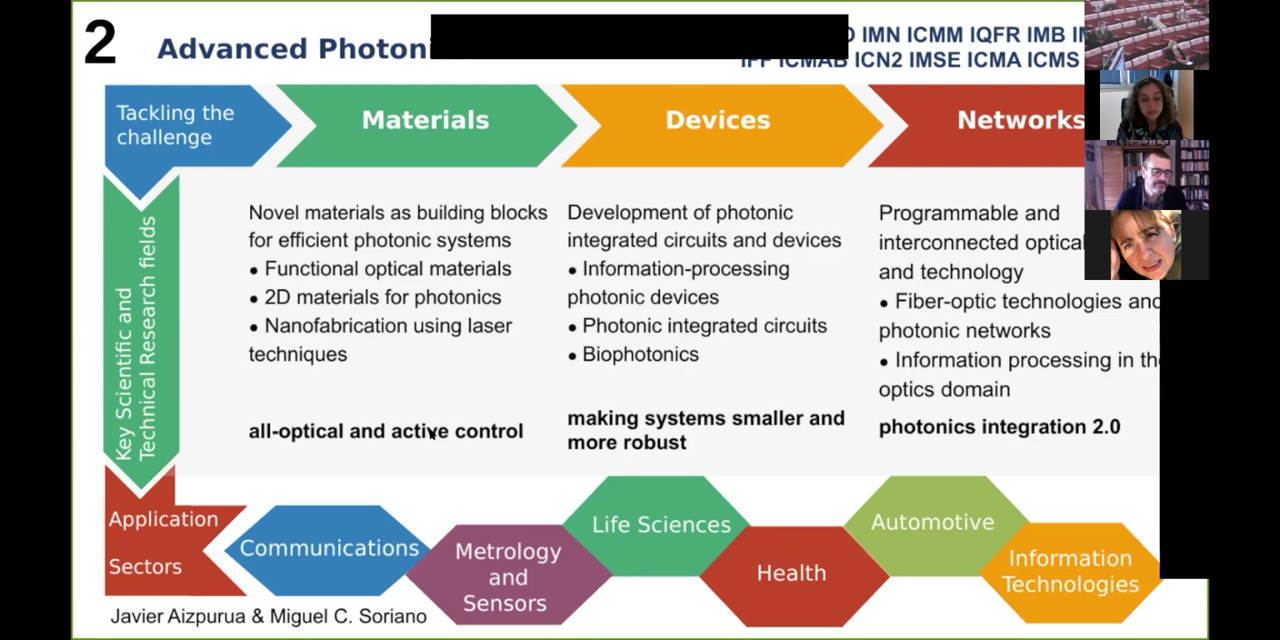 2
Advanced Photoni
IMN ICMM IQFR IMB
ICMAB ICN2 IMSE ICMA ICMS
Tackling the
challenge
Materials
Devices
Networks
Key Scientific and
Technical Research fields
Novel materials as building blocks
for efficient photonic systems
• Functional optical materials
• 2D materials for photonics
• Nanofabrication using laser
techniques
all-optical and active control
Development of photonic
integrated circuits and devices
• Information-processing
photonic devices
• Photonic integrated circuits
• Biophotonics
making systems smaller and
more robust
Programmable and
interconnected optical
and technology
• Fiber-optic technologies and
photonic networks
• Information processing in th
optics domain
photonics integration 2.0
Application
Sectors
Communications
Metrology
and
Sensors
Life Sciences
Health
Automotive
Information
Technologies
Javier Aizpurua & Miguel C. Soriano